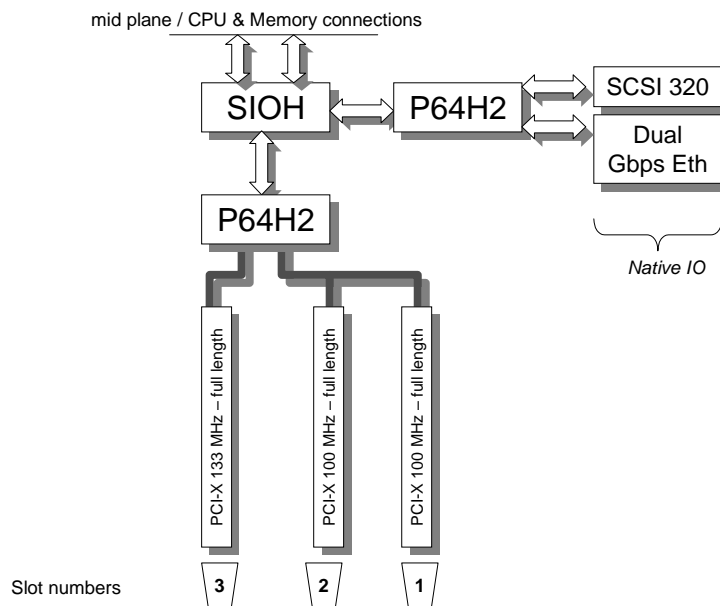 mid plane / CPU & Memory connections
SIOH
P64H2
SCSI 320
Dual
Gbps Eth
P64H2
Native IO
PCI-X 133 MHz – full length
PCI-X 100 MHz – full length
PCI-X 100 MHz – full length
Slot numbers
3
2
1